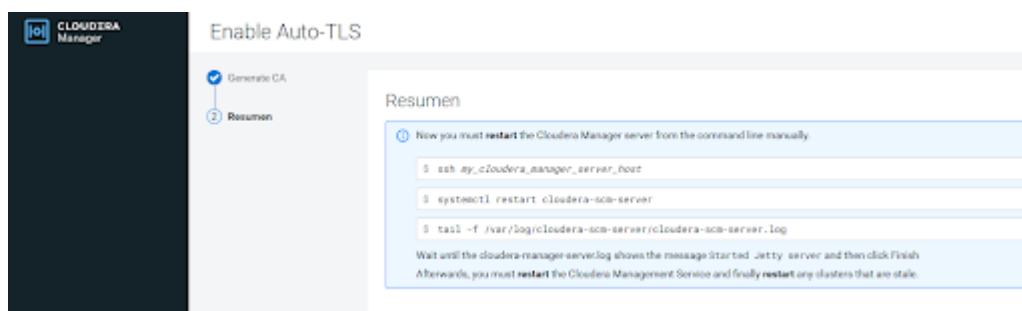 CLOUDERA
Manager
Enable Auto-TLS
Generate CA
2 Resumen
Resumen
Now you must restart the Cloudera Manager server from the command line manually.
$ ssh my_cloudera_manager_server_host
$ systemctl restart cloudera-scm-server
$ tail -f /var/log/cloudera-scm-server/cloudera-scm-server.log
Wait until the cloudera-manager-server.log shows the message Started Jetty server and then click Finish
Afterwards, you must restart the Cloudera Management Service and finally restart any clusters that are stale.